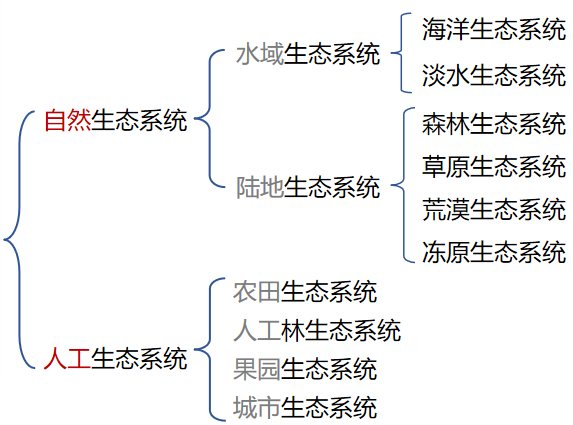 自然生态系统
水域生态系统
海洋生态系统
淡水生态系统
陆地生态系统
森林生态系统
草原生态系统
荒漠生态系统
冻原生态系统
人工生态系统
农田生态系统
人工林生态系统
果园生态系统
城市生态系统